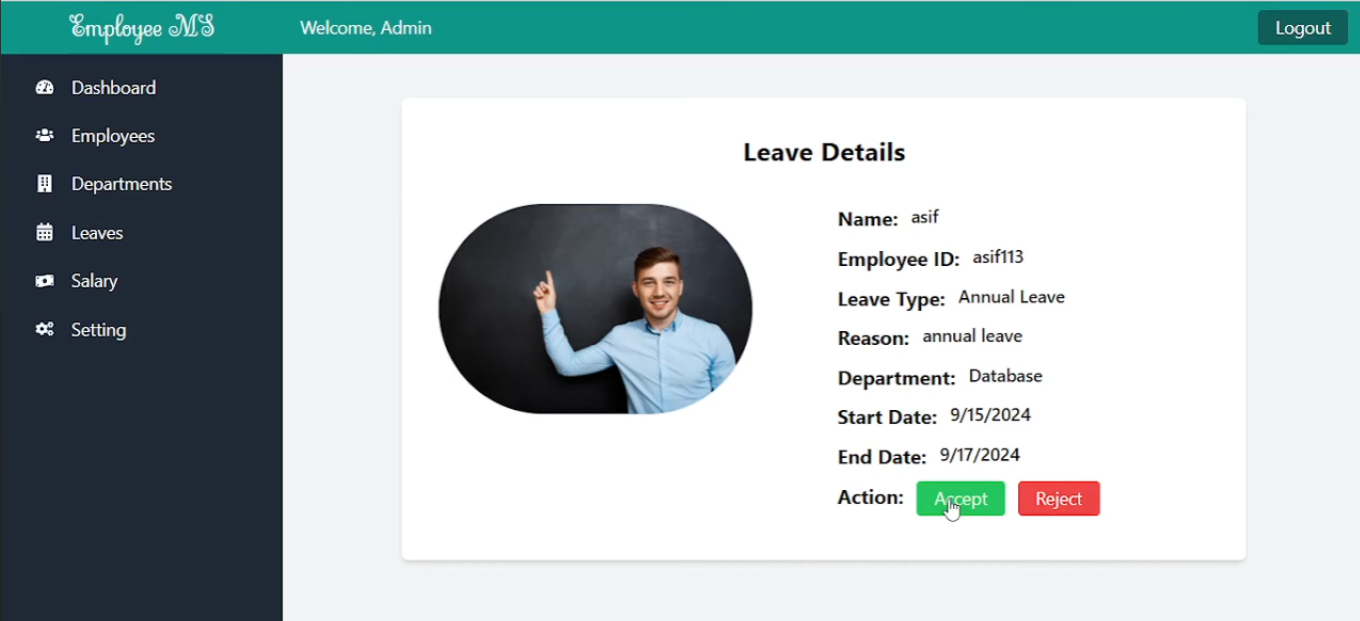 Employee MS
Welcome, Admin
Logout
Dashboard
Employees
Departments
Leaves
Salary
Setting
Leave Details
Name: asif
Employee ID: asif113
Leave Type: Annual Leave
Reason: annual leave
Department: Database
Start Date: 9/15/2024
End Date: 9/17/2024
Action: Accept Reject